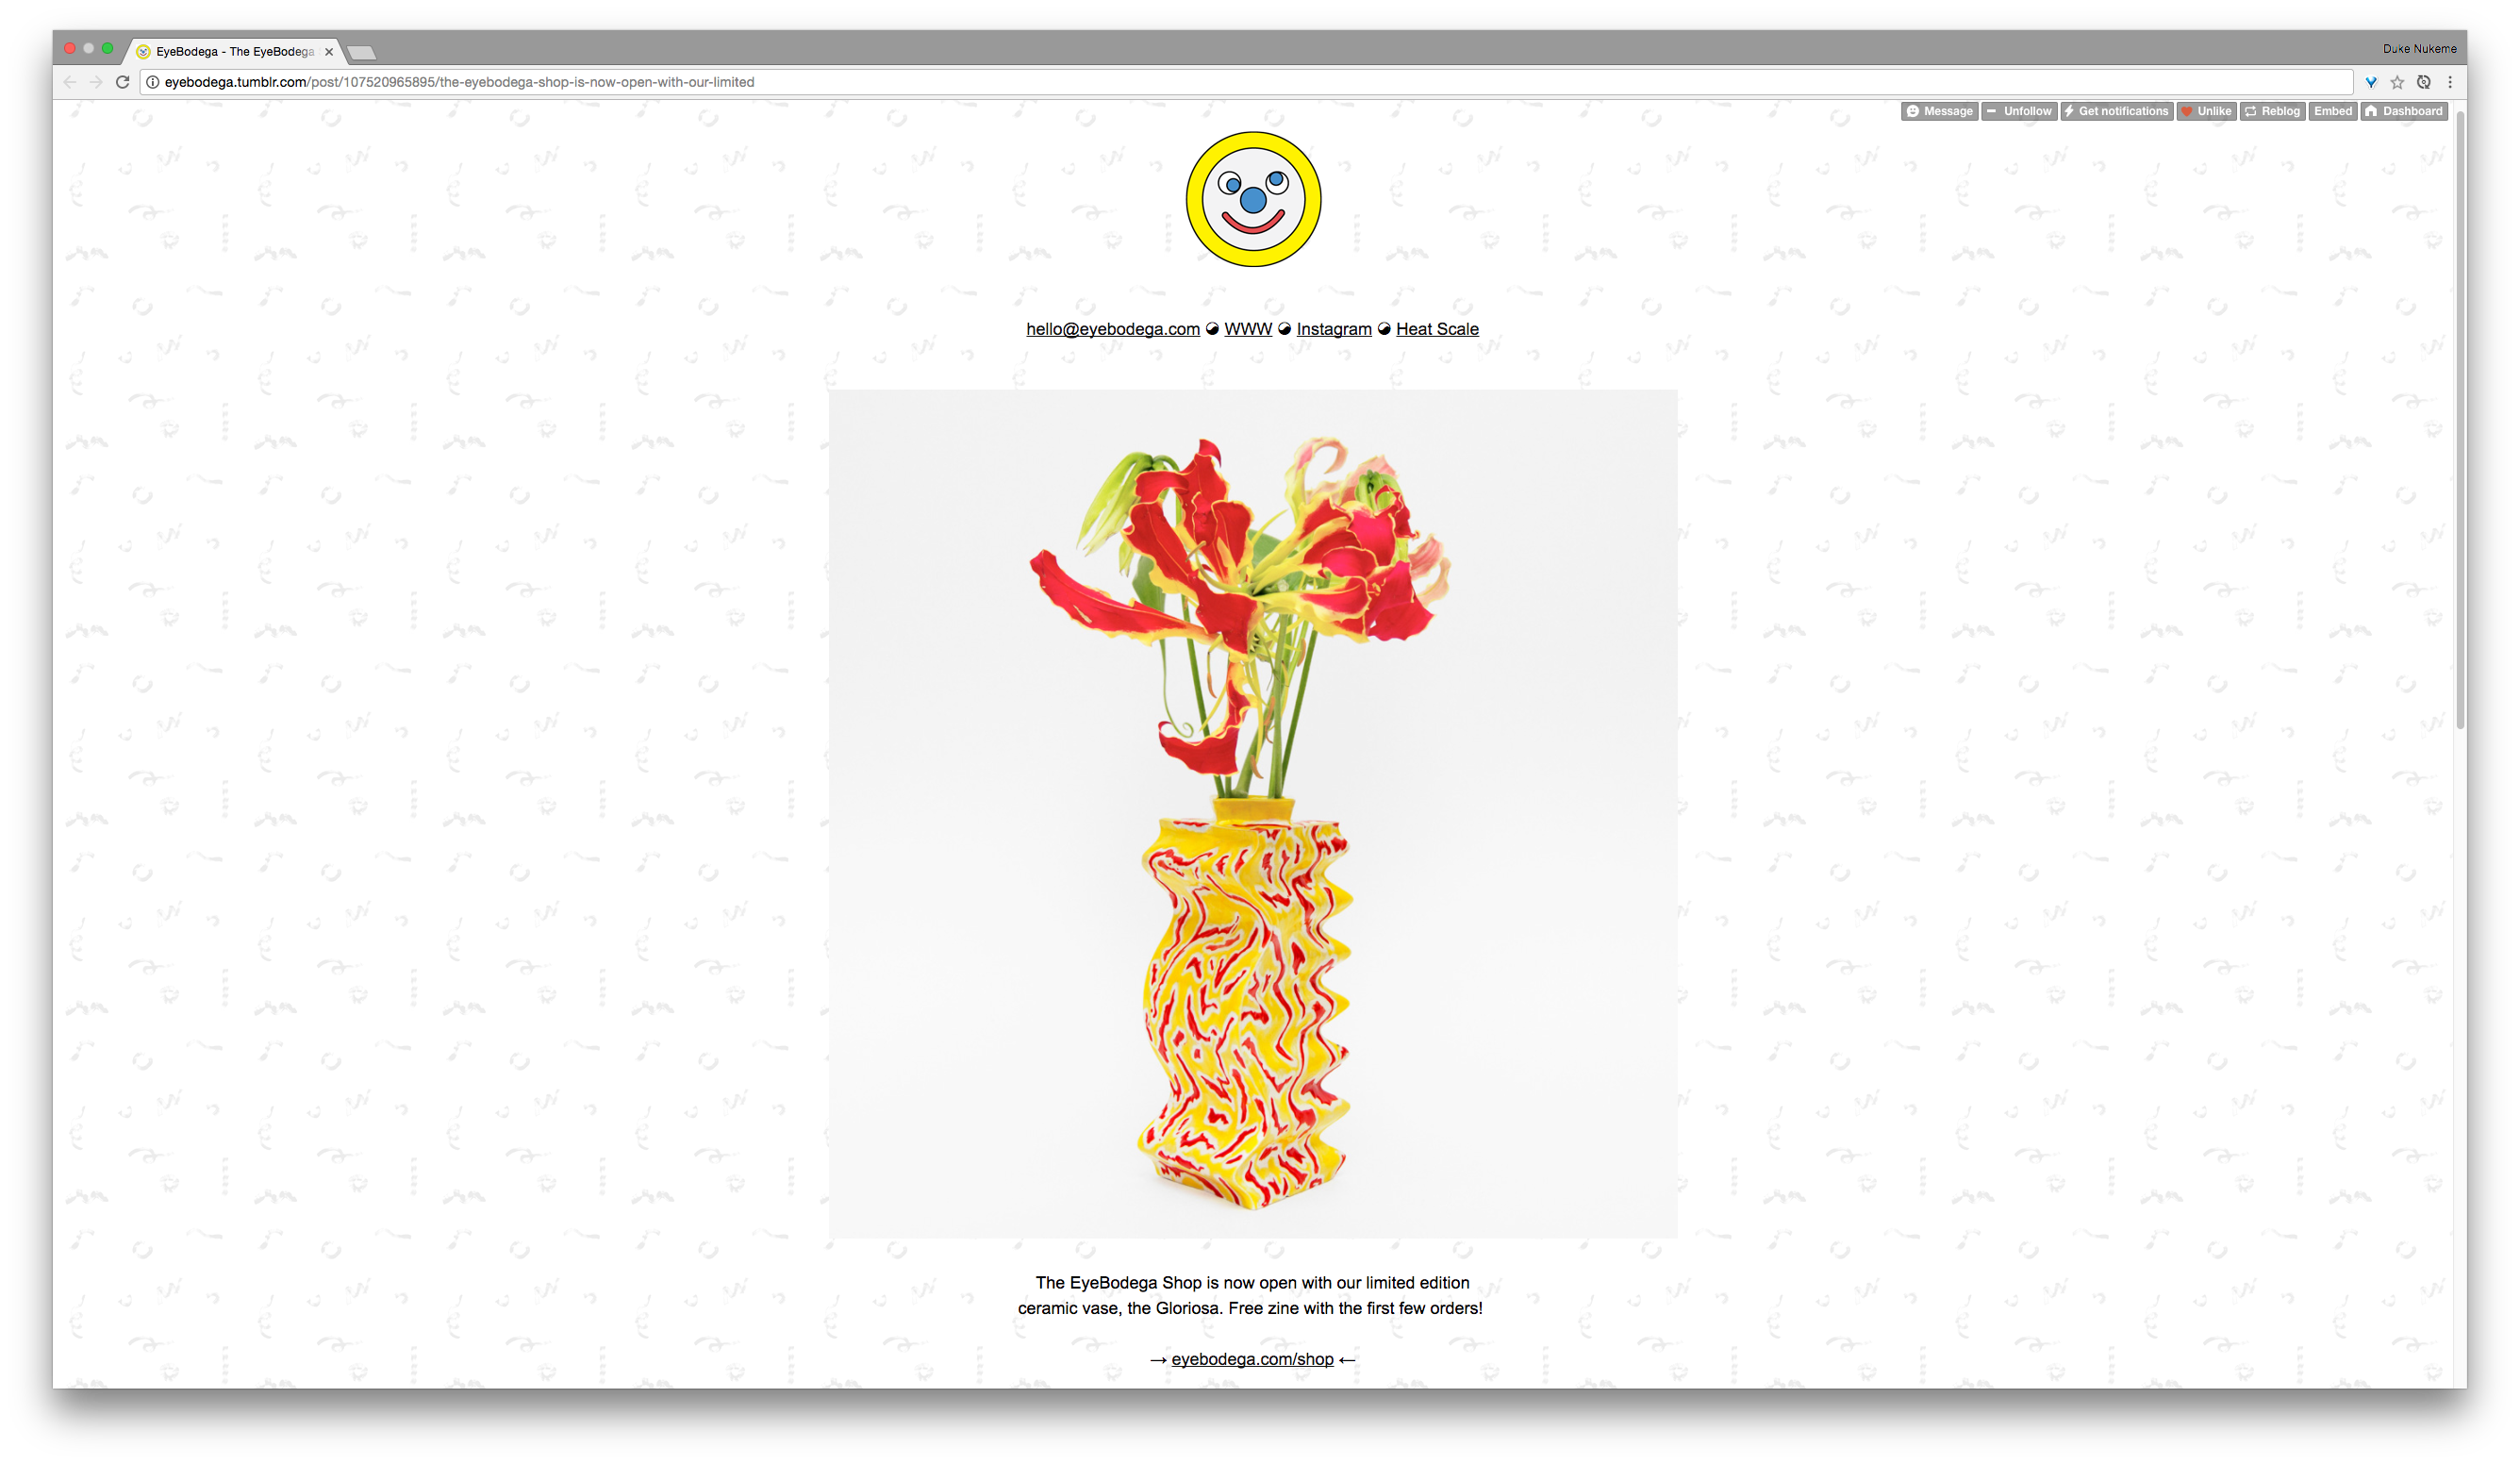 EyeBodega - The EyeBodega
Duke Nukeme
eyebodega.tumblr.com/post/107520965895/the-eyebodega-shop-is-now-open-with-our-limited
Message Unfollow Get notifications Unlike Reblog Embed Dashboard
hello@eyebodega.com WWW Instagram Heat Scale
The EyeBodega Shop is now open with our limited edition
ceramic vase, the Gloriosa. Free zine with the first few orders!
→ eyebodega.com/shop ←